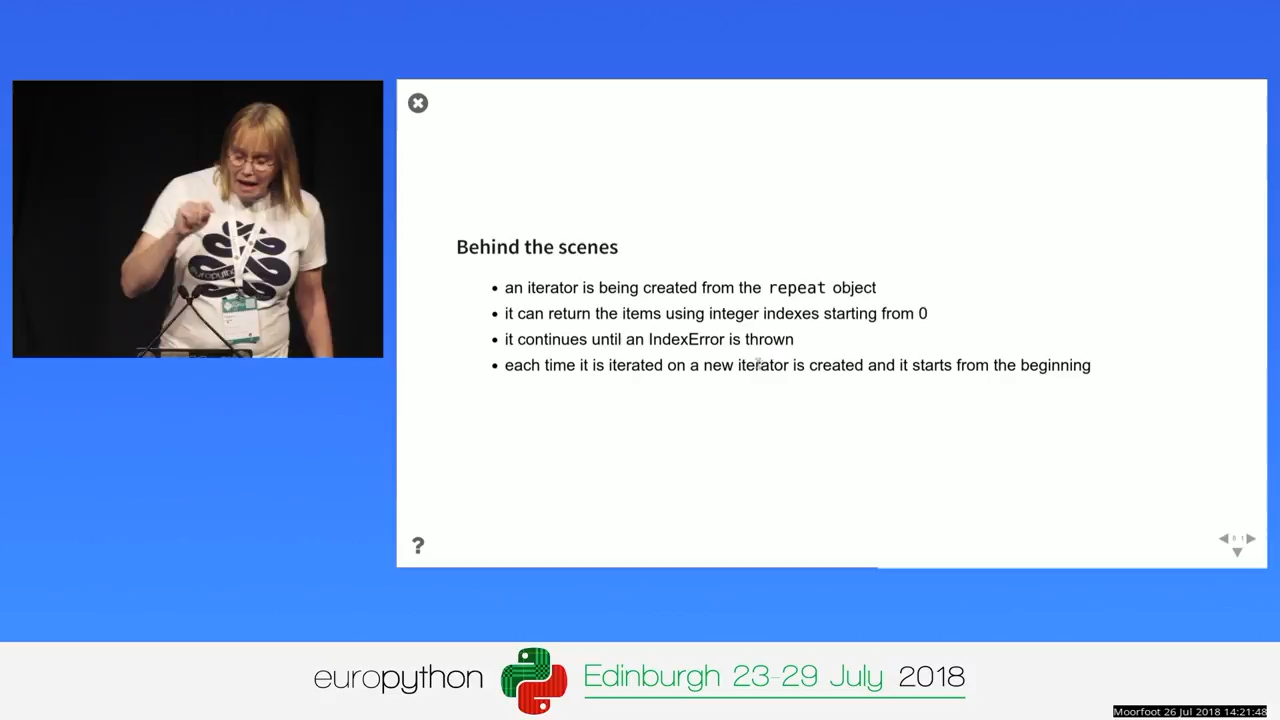 Behind the scenes
an iterator is being created from the repeat object
it can return the items using integer indexes starting from 0
it continues until an IndexError is thrown
each time it is iterated on a new iterator is created and it starts from the beginning
?
europython
europython Edinburgh 23-29 July 2018
Moorfoot 26 Jul 2018 14:21:48